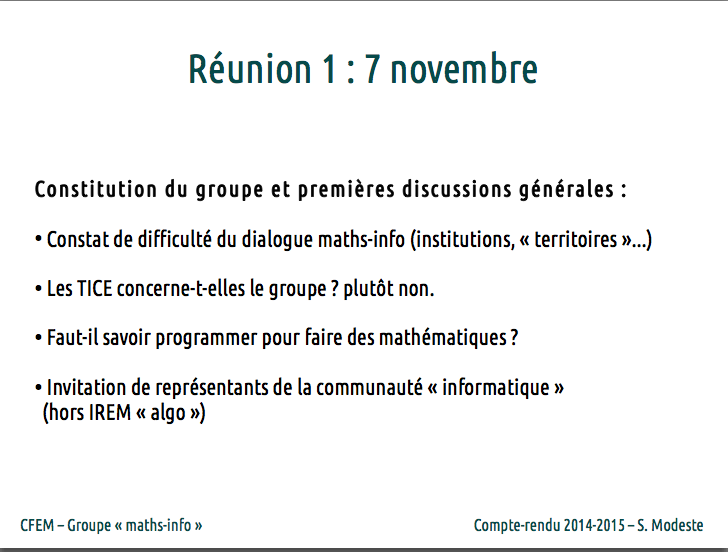 Réunion 1 : 7 novembre
Constitution du groupe et premières discussions générales :
• Constat de difficulté du dialogue maths-info (institutions, « territoires »...)
• Les TICE concerne-t-elles le groupe ? plutôt non.
• Faut-il savoir programmer pour faire des mathématiques ?
• Invitation de représentants de la communauté « informatique »
(hors IREM « algo »)
CFEM – Groupe « maths-info »
Compte-rendu 2014-2015 – S. Modeste